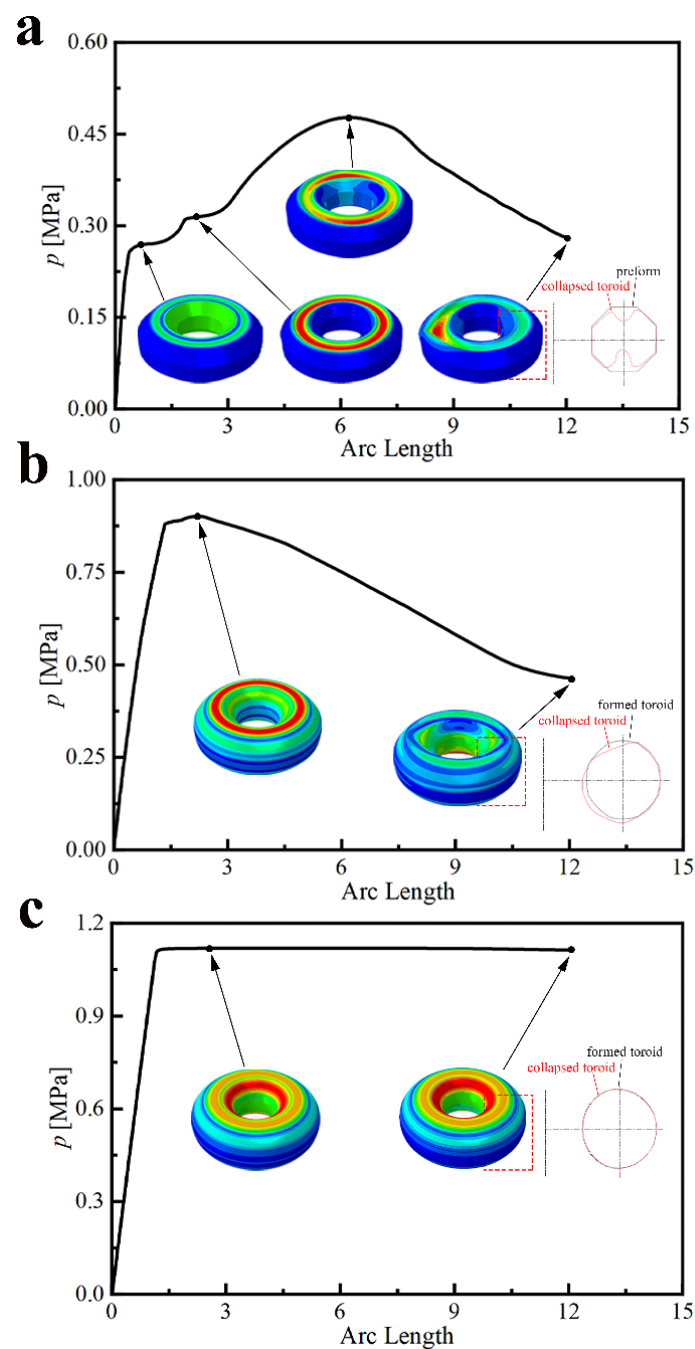 a
0.60
0.45
0.30
0.15
0.00
p [MPa]
preform
collapsed toroid
0 3 6 9 12 15
Arc Length
b
1.00
0.75
0.50
0.25
0.00
p [MPa]
formed toroid
collapsed toroid
0 3 6 9 12 15
Arc Length
c
1.2
0.9
0.6
0.3
0.0
p [MPa]
formed toroid
collapsed toroid
0 3 6 9 12 15
Arc Length